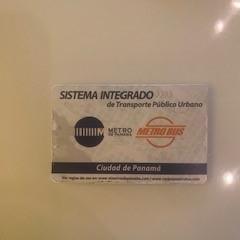 SISTEMA INTEGRADO
de Transporte Público Urbano
METRO
DE PANAMÁ
METRO BUS
Ciudad de Panamá